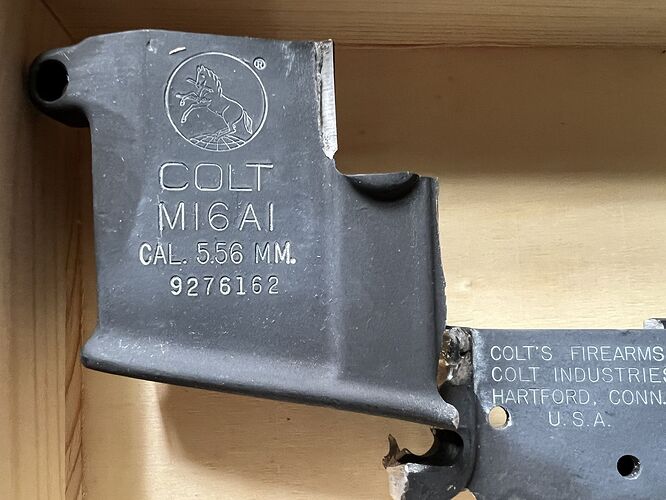 ®
COLT
M16A1
CAL. 5.56 MM.
9276162
COLT'S FIREARMS
COLT INDUSTRIES
HARTFORD, CONN.
U.S.A.